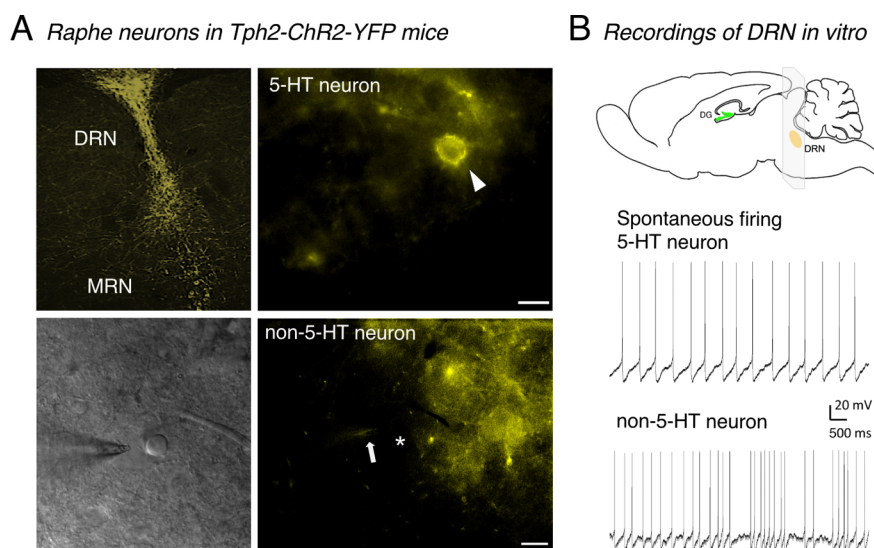 A Raphe neurons in Tph2-ChR2-YFP mice
DRN
MRN
5-HT neuron
non-5-HT neuron
*
B Recordings of DRN in vitro
DG
DRN
Spontaneous firing
5-HT neuron
20 mV
500 ms
non-5-HT neuron